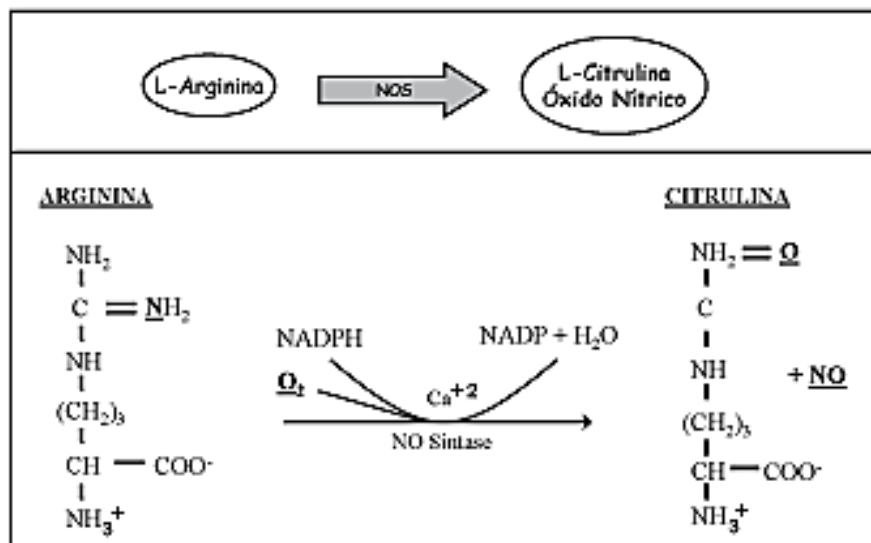 L-Arginina
NOS
L-Citrulina
Óxido Nítrico
ARGININA
NH2
C = NH2
NH
(CH2)3
CH — COO-
NH3+
NADPH
O2
Ca+2
NADP + H2O
NO Sintase
CITRULINA
NH2 = O
C
NH
+ NO
(CH2)3
CH — COO-
NH3+